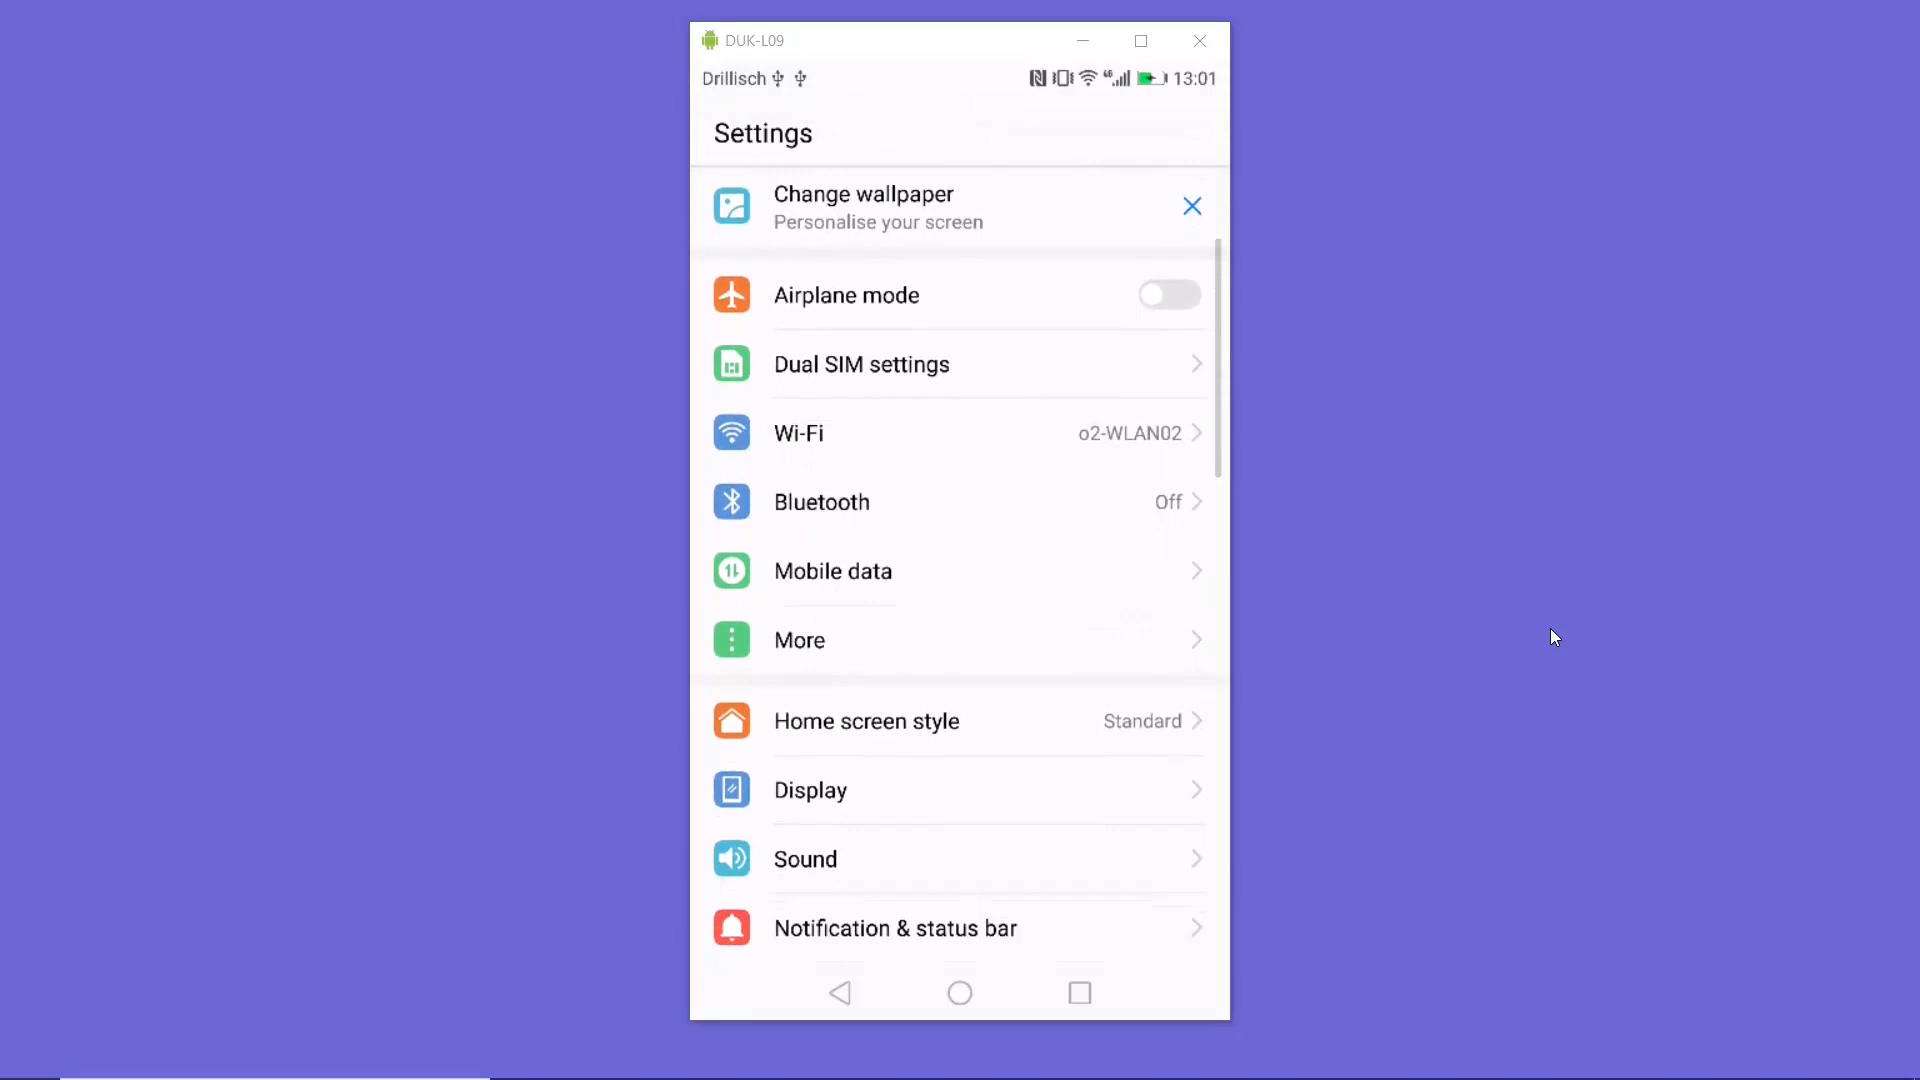 DUK-L09
Drillisch 13:01
Settings
Change wallpaper
Personalise your screen
Airplane mode
Dual SIM settings
Wi-Fi o2-WLAN02
Bluetooth Off
Mobile data
More
Home screen style Standard
Display
Sound
Notification & status bar